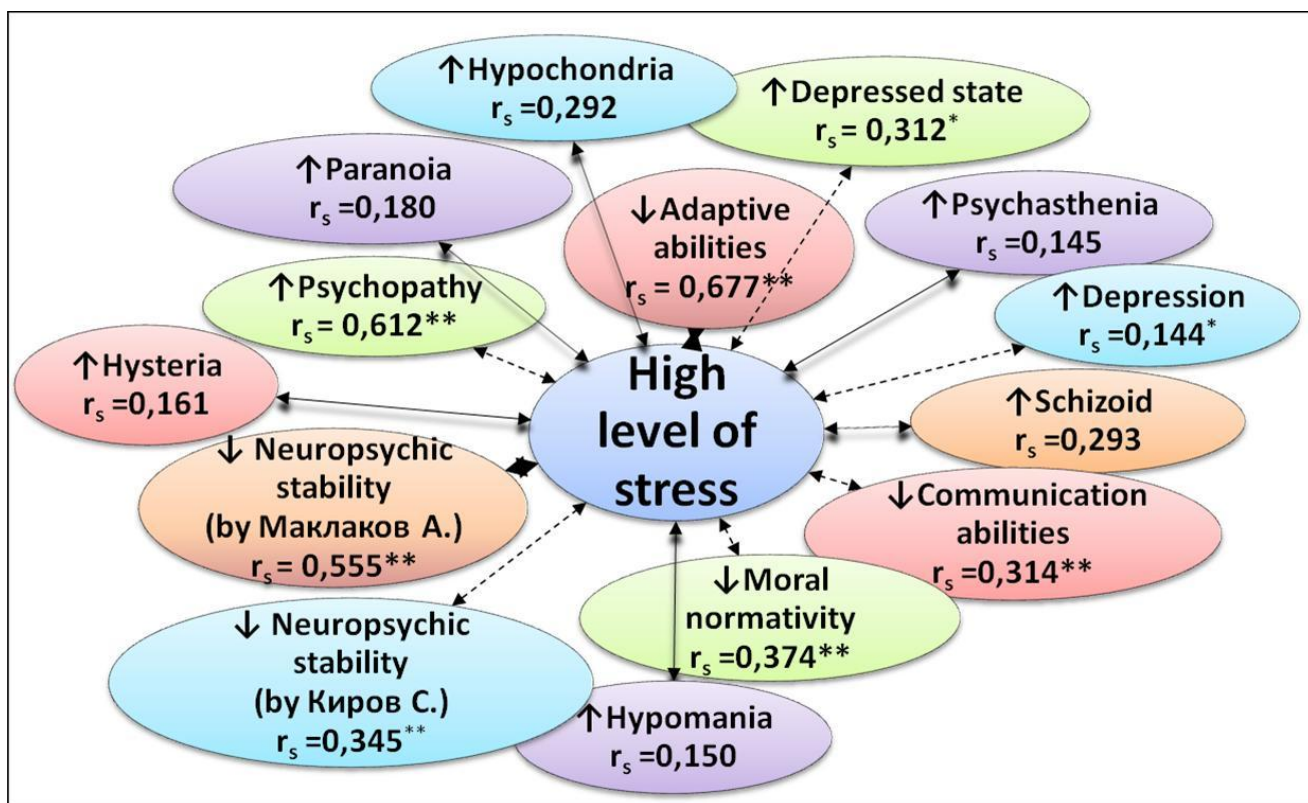 ↑Hypochondria
rs =0,292
↑Depressed state
rs = 0,312*
↑Paranoia
rs =0,180
↓Adaptive
abilities
rs = 0,677**
↑Psychasthenia
rs =0,145
↑Psychopathy
rs = 0,612**
↑Depression
rs =0,144*
↑Hysteria
rs =0,161
High
level of
stress
↑Schizoid
rs =0,293
↓ Neuropsychic
stability
(by Маклаков А.)
rs = 0,555**
↓Communication
abilities
rs =0,314**
↓Moral
normativity
rs =0,374**
↓ Neuropsychic
stability
(by Киров С.)
rs =0,345**
↑Hypomania
rs =0,150